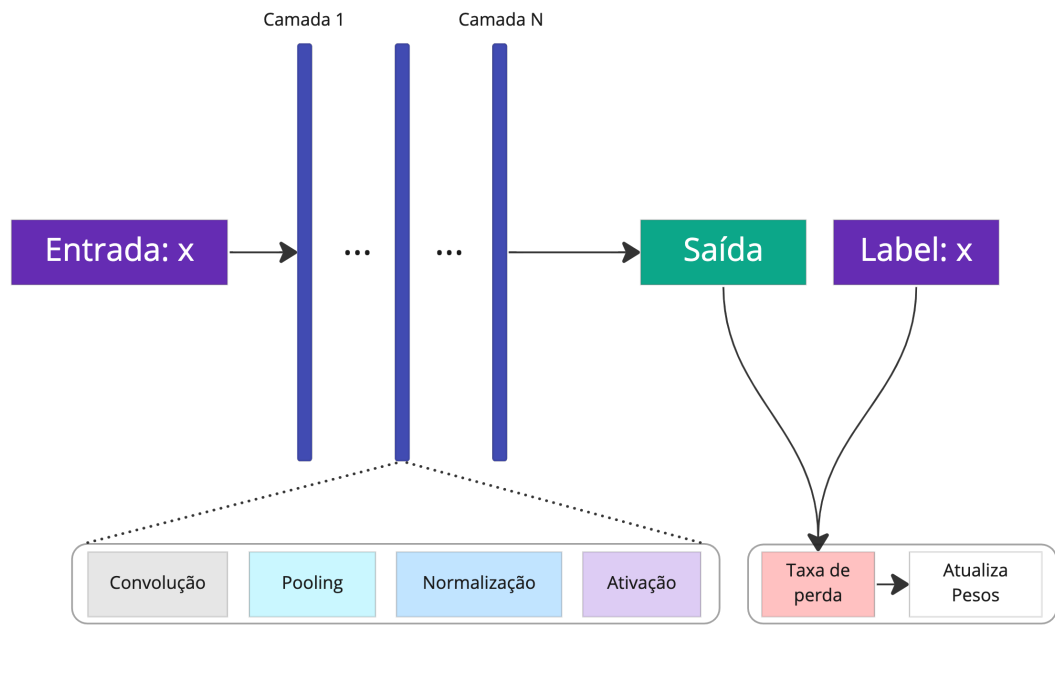 Camada 1
Camada N
Entrada: x
...
...
Saída
Label: x
Convolução
Pooling
Normalização
Ativação
Taxa de
perda
Atualiza
Pesos